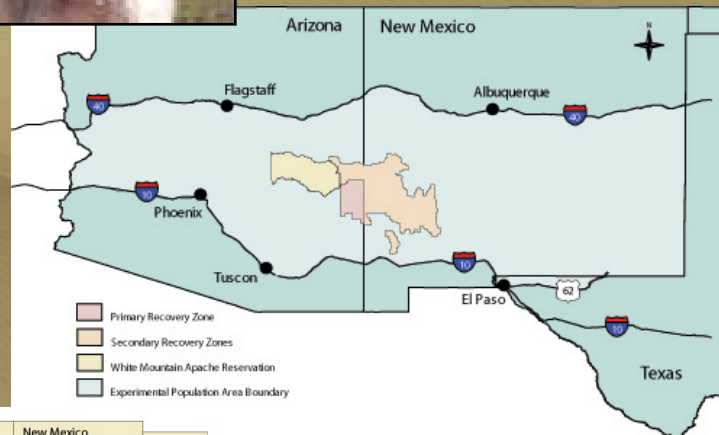 Arizona
New Mexico
N
Flagstaff
Albuquerque
40
40
10
Phoenix
Tuscon
10
El Paso
62
10
Texas
Primary Recovery Zone
Secondary Recovery Zones
White Mountain Apache Reservation
Experimental Population Area Boundary
New Mexico